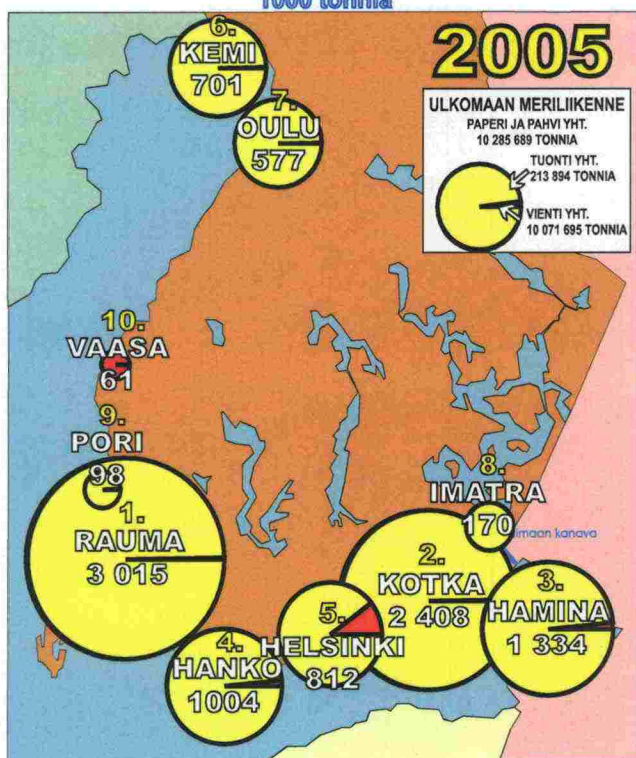 1000 tonnia
2005
6.
KEMI
701
7.
OULU
577
ULKOMAAN MERILIIKENNE
PAPERI JA PAHVI YHT.
10 285 689 TONNIA
TUONTI YHT.
213 894 TONNIA
VIENTI YHT.
10 071 695 TONNIA
10.
VAASA
61
9.
PORI
98
8.
IMATRA
170
imaan kanava
1.
RAUMA
3 015
2.
KOTKA
2 408
3.
HAMINA
1 334
5.
HELSINKI
812
4.
HANKO
1004